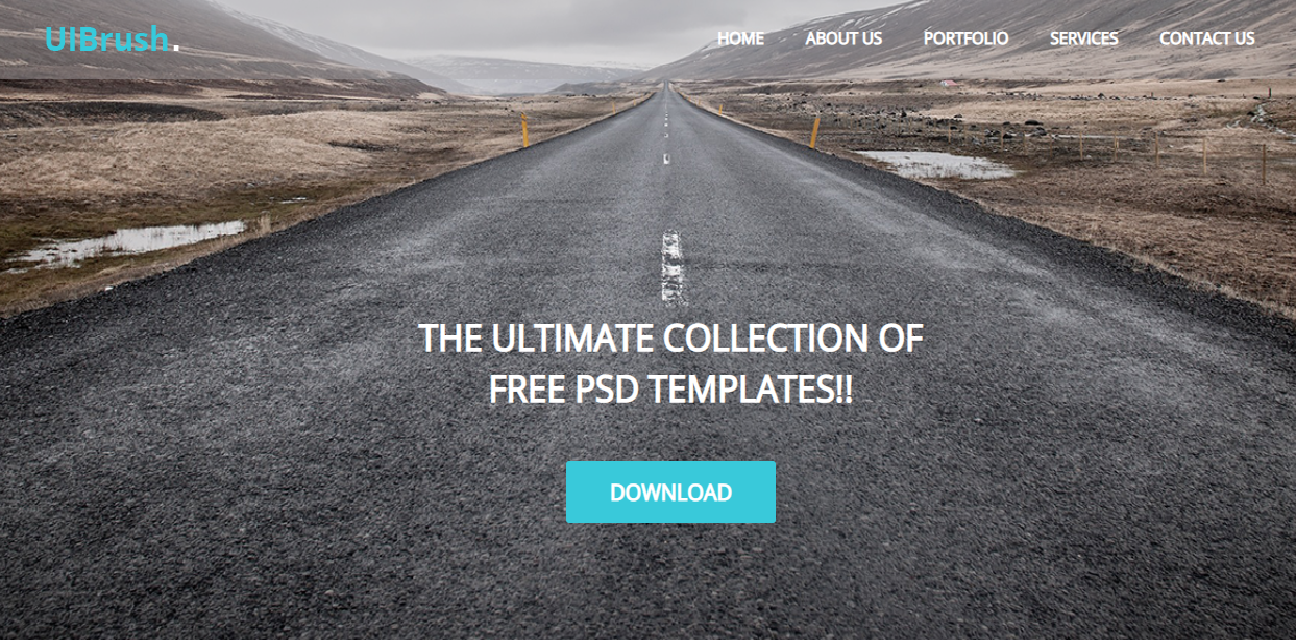 UIBrush.
HOME ABOUT US PORTFOLIO SERVICES CONTACT US
THE ULTIMATE COLLECTION OF
FREE PSD TEMPLATES!!
DOWNLOAD